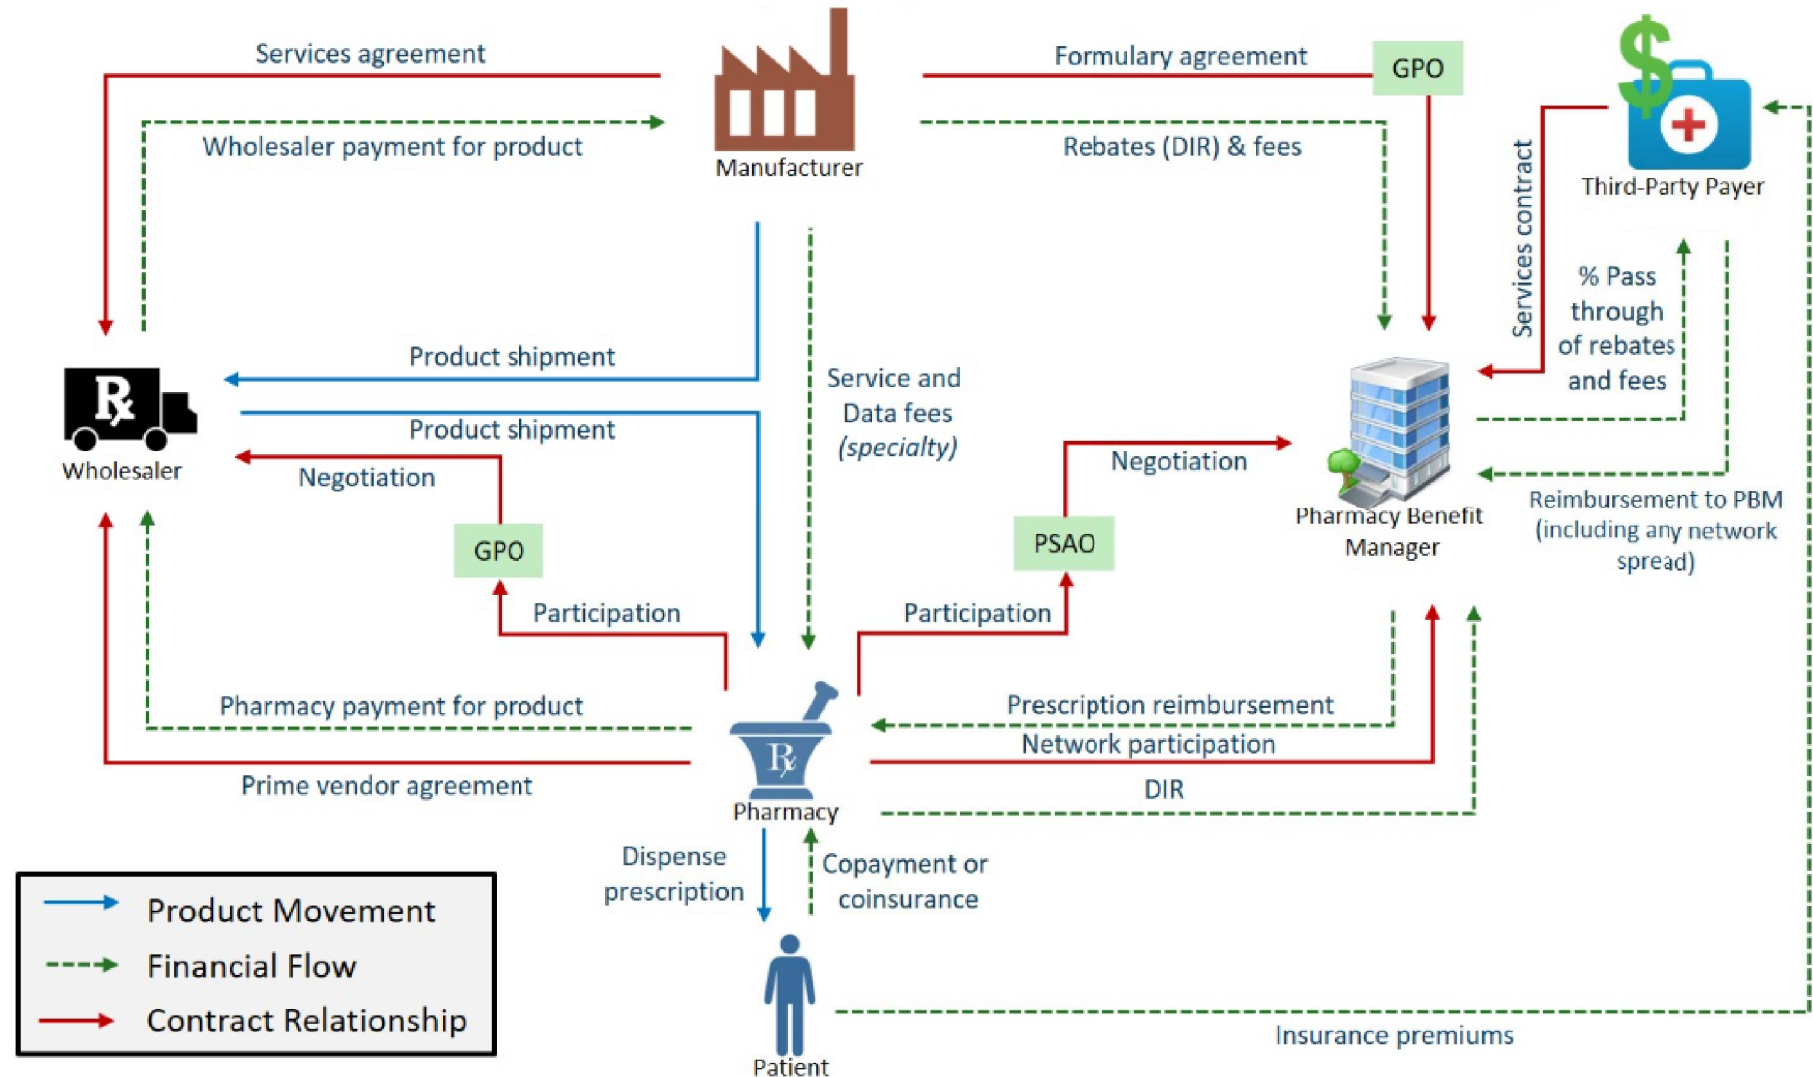 Services agreement
Formulary agreement
GPO
Wholesaler payment for product
Manufacturer
Rebates (DIR) & fees
Third-Party Payer
Services contract
% Pass
through
of rebates
and fees
Product shipment
Service and
Data fees
(specialty)
Rx
Product shipment
Wholesaler
Negotiation
Negotiation
Reimbursement to PBM
(including any network
spread)
Pharmacy Benefit
Manager
GPO
PSAO
Participation
Participation
Pharmacy payment for product
Prescription reimbursement
Network participation
Rx
Prime vendor agreement
DIR
Pharmacy
Dispense
prescription
Copayment or
coinsurance
Product Movement
Financial Flow
Contract Relationship
Insurance premiums
Patient